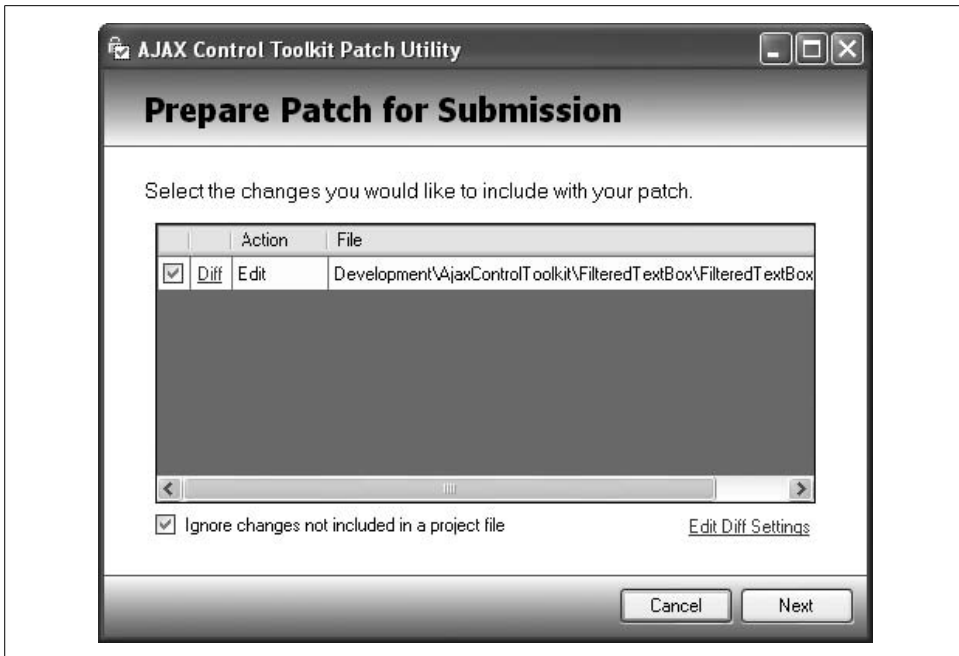 AJAX Control Toolkit Patch Utility
Prepare Patch for Submission
Select the changes you would like to include with your patch.
Action File
Diff Edit Development\AjaxControlToolkit\FilteredTextBox\FilteredTextBox
Ignore changes not included in a project file
Edit Diff Settings
Cancel Next